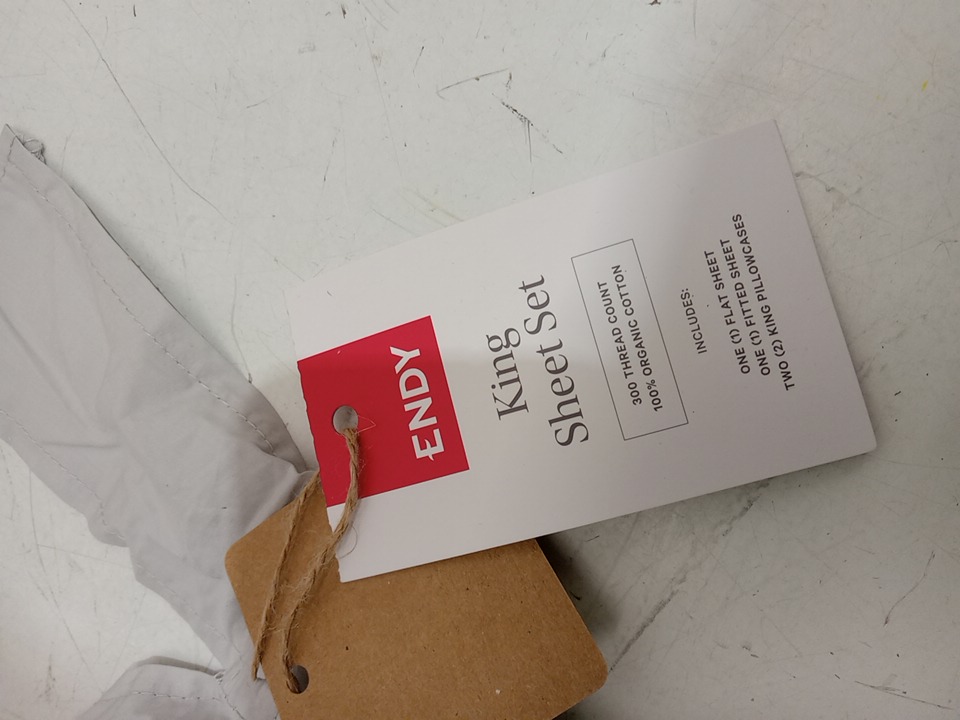 ENDY
King
Sheet Set
300 THREAD COUNT
100% ORGANIC COTTON
INCLUDES:
ONE (1) FLAT SHEET
ONE (1) FITTED SHEET
TWO (2) KING PILLOWCASES